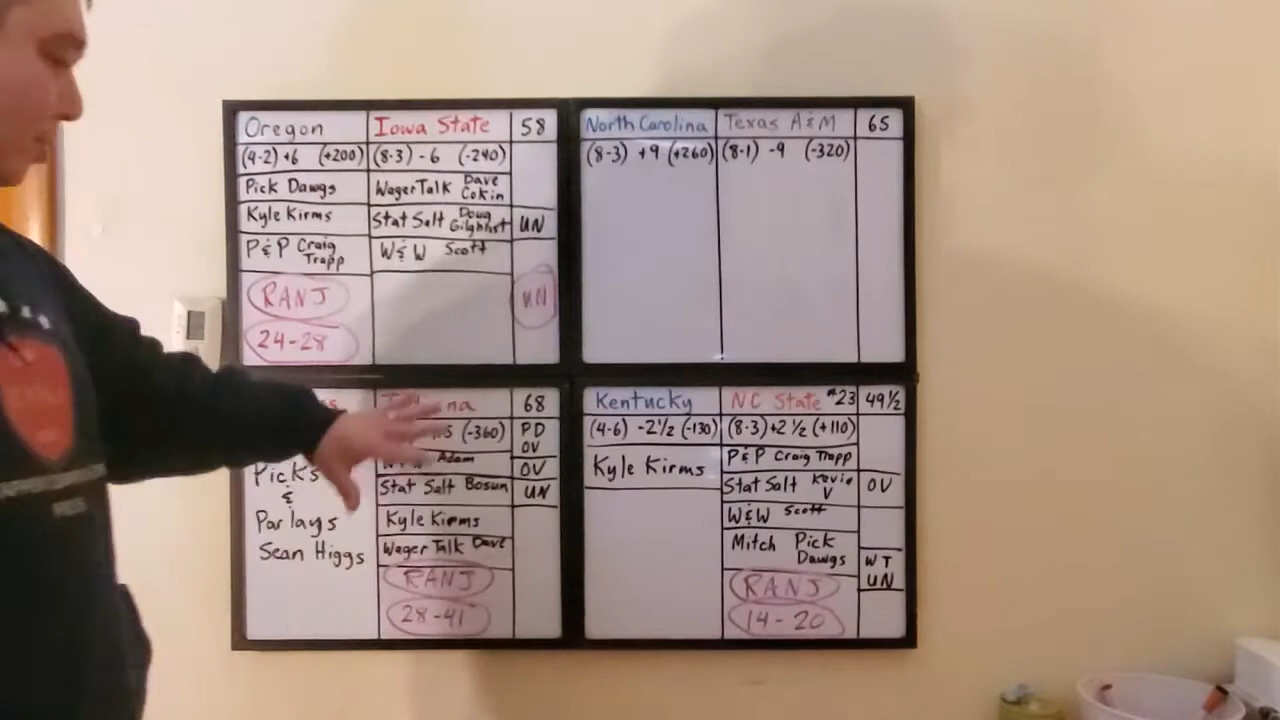 Oregon Iowa State 58
(4-2) +6 (+200) (8-3) -6 (-240)
Pick Dawgs WagerTalk Dave Cokin
Kyle Kirms Stat Salt Doug UN
P&P Craig Trapp W&W Scott
RANJ UN
24-28
North Carolina Texas A&M 65
(8-3) +9 (+260) (8-1) -9 (-320)
68
(-360) PD OV
Adam OV
Picks & Parlays Sean Higgs
Stat Salt Bosun UN
Kyle Kirms
Wager Talk Dave
RANJ
28-41
Kentucky NC State #23 49½
(4-6) -2½ (-130) (8-3) +2½ (+110)
Kyle Kirms P&P Craig Trapp
Stat Salt Kevin V OV
W&W Scott
Mitch Pick Dawgs WT UN
RANJ
14-20